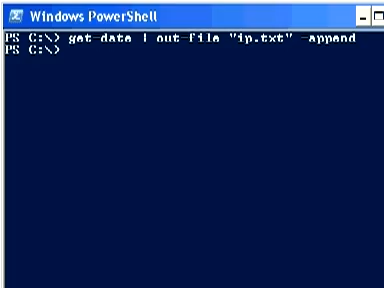 Windows PowerShell
PS C:\> get-date | out-file "ip.txt" -append
PS C:\>